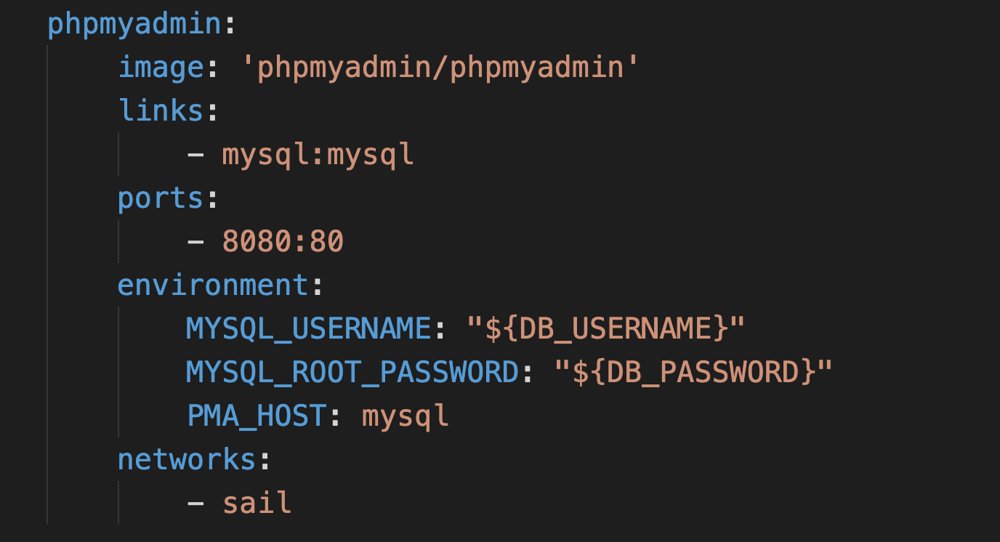 phpmyadmin:
image: 'phpmyadmin/phpmyadmin'
links:
- mysql:mysql
ports:
- 8080:80
environment:
MYSQL_USERNAME: "${DB_USERNAME}"
MYSQL_ROOT_PASSWORD: "${DB_PASSWORD}"
PMA_HOST: mysql
networks:
- sail